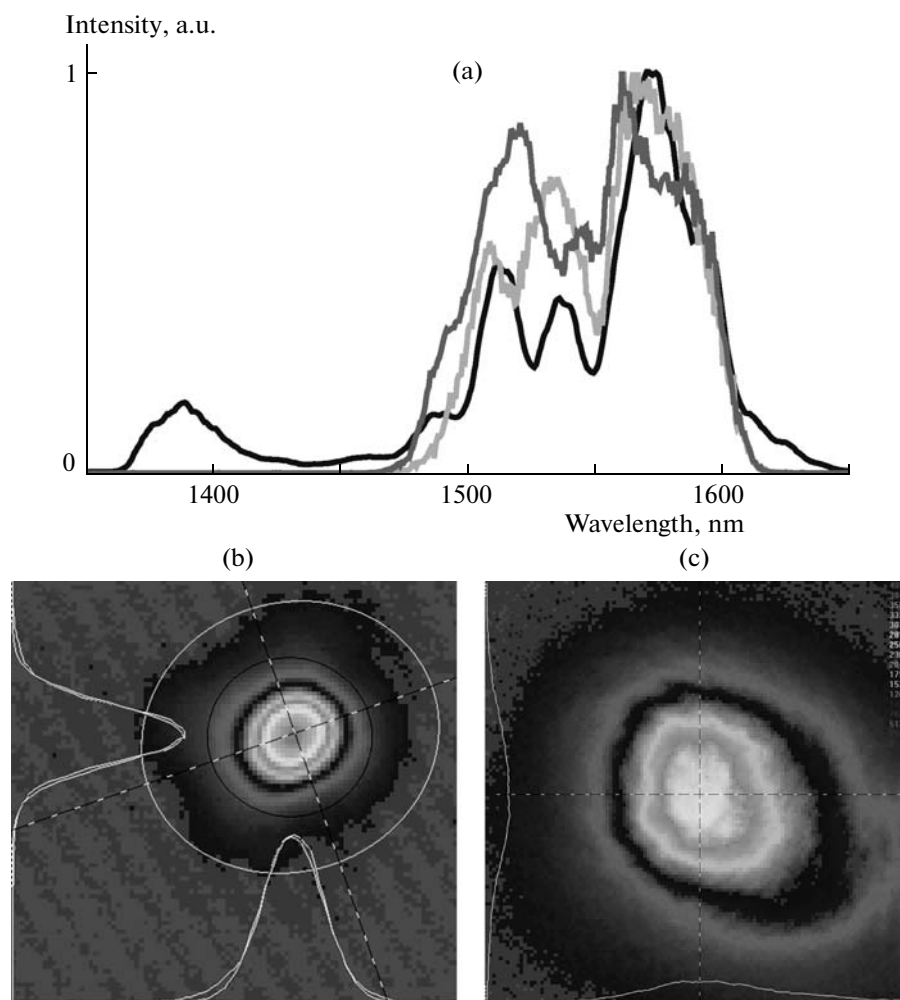 Intensity, a.u.
(a)
1
0
1400 1500 1600
Wavelength, nm
(b) (c)